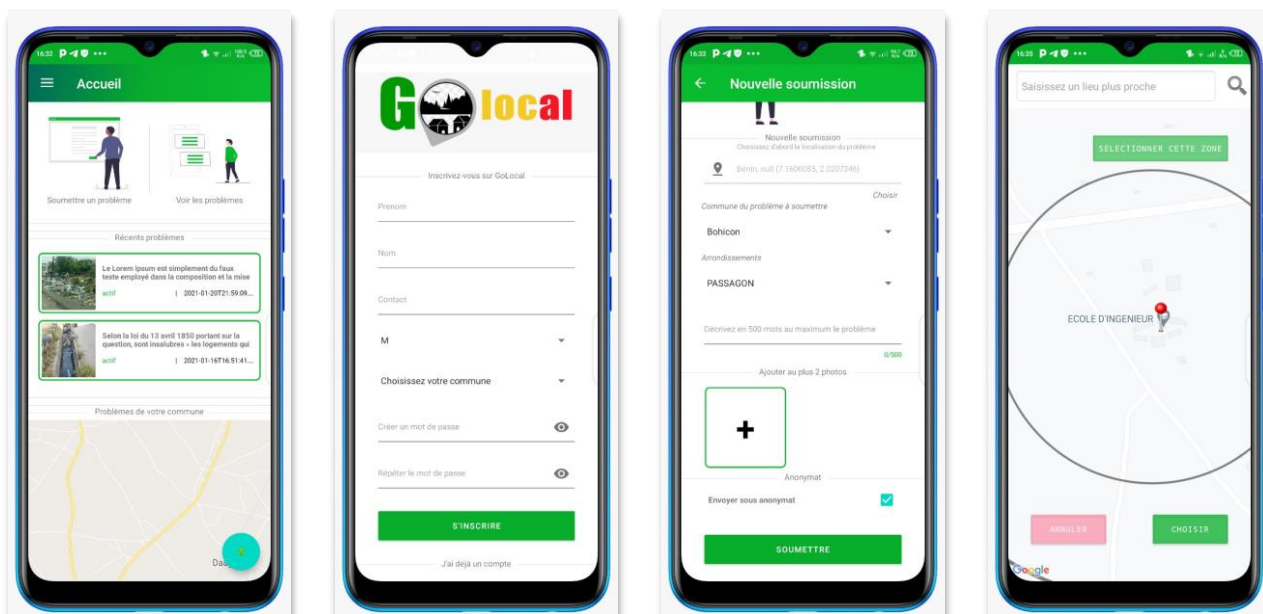 16:32
Accueil
Soumettre un problème
Voir les problèmes
Récents problèmes
Le Lorem Ipsum est simplement du faux
texte employé dans la composition et la mise
actif | 2021-01-20T21:59:09...
Selon la loi du 13 avril 1850 portant sur la
question, sont insalubres « les logements qui
actif | 2021-01-16T16:51:41...
Problèmes de votre commune
GOlocal
Inscrivez-vous sur GoLocal
Prenom
Nom
Contact
M
Choisissez votre commune
Créer un mot de passe
Répéter le mot de passe
S'INSCRIRE
J'ai déjà un compte
16:33
Nouvelle soumission
Nouvelle soumission
Choisissez d'abord la localisation du problème
Bénin, null (7.1606085, 2.0207346)
Choisir
Commune du problème à soumettre
Bohicon
Arrondissements
PASSAGON
Décrivez en 500 mots au maximum le problème
0/500
Ajouter au plus 2 photos
+
Anonymat
Envoyer sous anonymat
SOUMETTRE
16:35
Saisissez un lieu plus proche
SELECTIONNER CETTE ZONE
ECOLE D'INGENIEUR
ANNULER
CHOISIR
Google